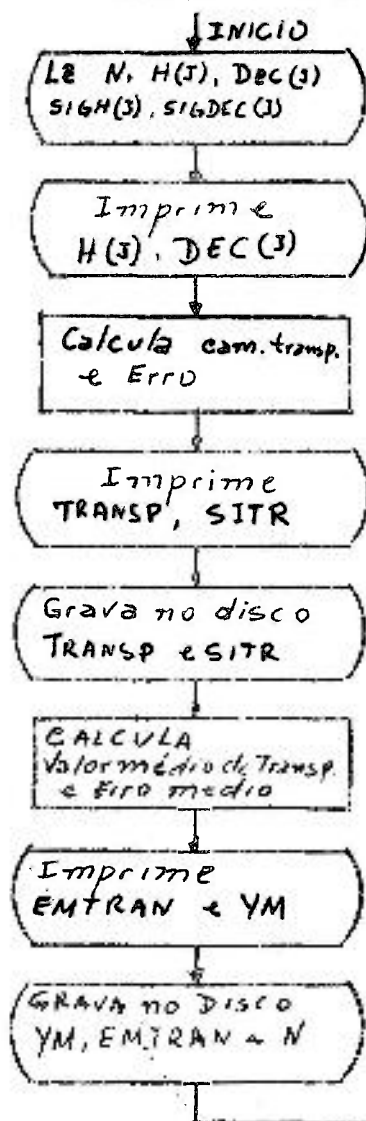 INICIO
Lê N, H(J), DEC(J)
SIGH(J), SIGDEC(J)
Imprime
H(J), DEC(J)
Calcula cam. transp.
e Erro
Imprime
TRANSP, SITR
Grava no disco
TRANSP e SITR
CALCULA
Valor médio de Transp.
e Erro medio
Imprime
EMTRAN e YM
GRAVA no DISCO
YM, EMTRAN e N